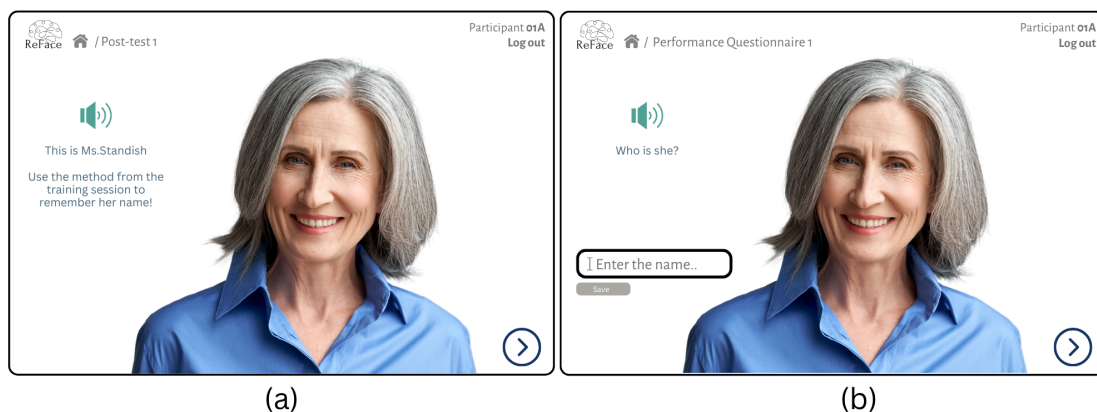 ReFace
/ Post-test 1
Participant 01A
Log out
This is Ms.Standish
Use the method from the
training session to
remember her name!
(a)
ReFace
/ Performance Questionnaire 1
Participant 01A
Log out
Who is she?
Enter the name..
Save
(b)